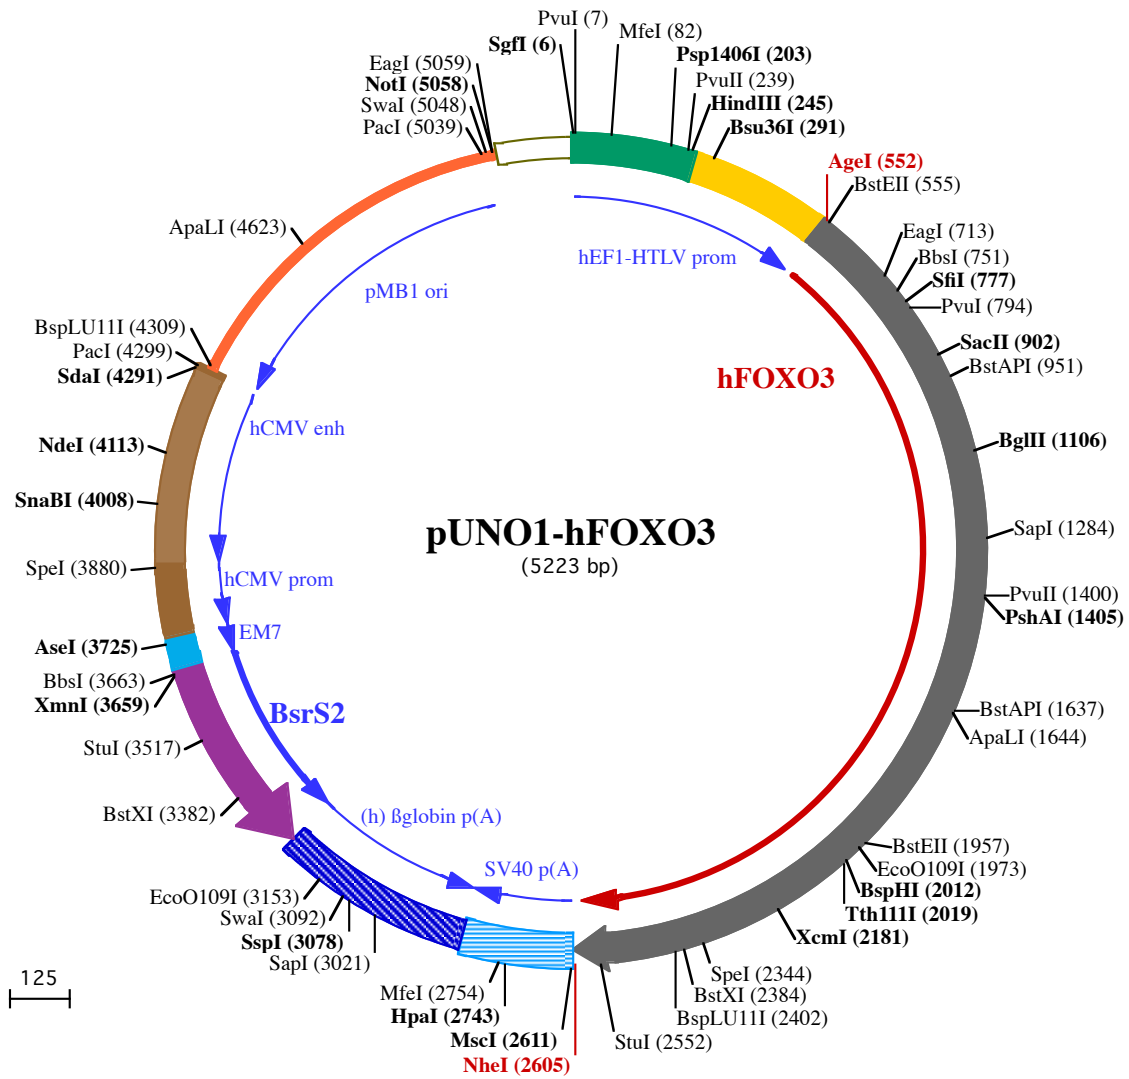 PvuI (7)
SgfI (6)
MfeI (82)
Psp1406I (203)
PvuII (239)
HindIII (245)
Bsu36I (291)
AgeI (552)
BstEII (555)
EagI (713)
BbsI (751)
SfiI (777)
PvuI (794)
SacII (902)
BstAPI (951)
BglII (1106)
SapI (1284)
PvuII (1400)
PshAI (1405)
BstAPI (1637)
ApaLI (1644)
BstEII (1957)
EcoO109I (1973)
BspHI (2012)
Tth111I (2019)
XcmI (2181)
SpeI (2344)
BstXI (2384)
BspLU11I (2402)
StuI (2552)
NheI (2605)
MscI (2611)
HpaI (2743)
MfeI (2754)
SapI (3021)
SspI (3078)
SwaI (3092)
EcoO109I (3153)
BstXI (3382)
StuI (3517)
XmnI (3659)
BbsI (3663)
AseI (3725)
SpeI (3880)
SnaBI (4008)
NdeI (4113)
SdaI (4291)
PacI (4299)
BspLU11I (4309)
ApaLI (4623)
PacI (5039)
SwaI (5048)
NotI (5058)
EagI (5059)
hEF1-HTLV prom
hFOXO3
pMB1 ori
hCMV enh
hCMV prom
EM7
BsrS2
(h) ßglobin p(A)
SV40 p(A)
pUNO1-hFOXO3
(5223 bp)
125